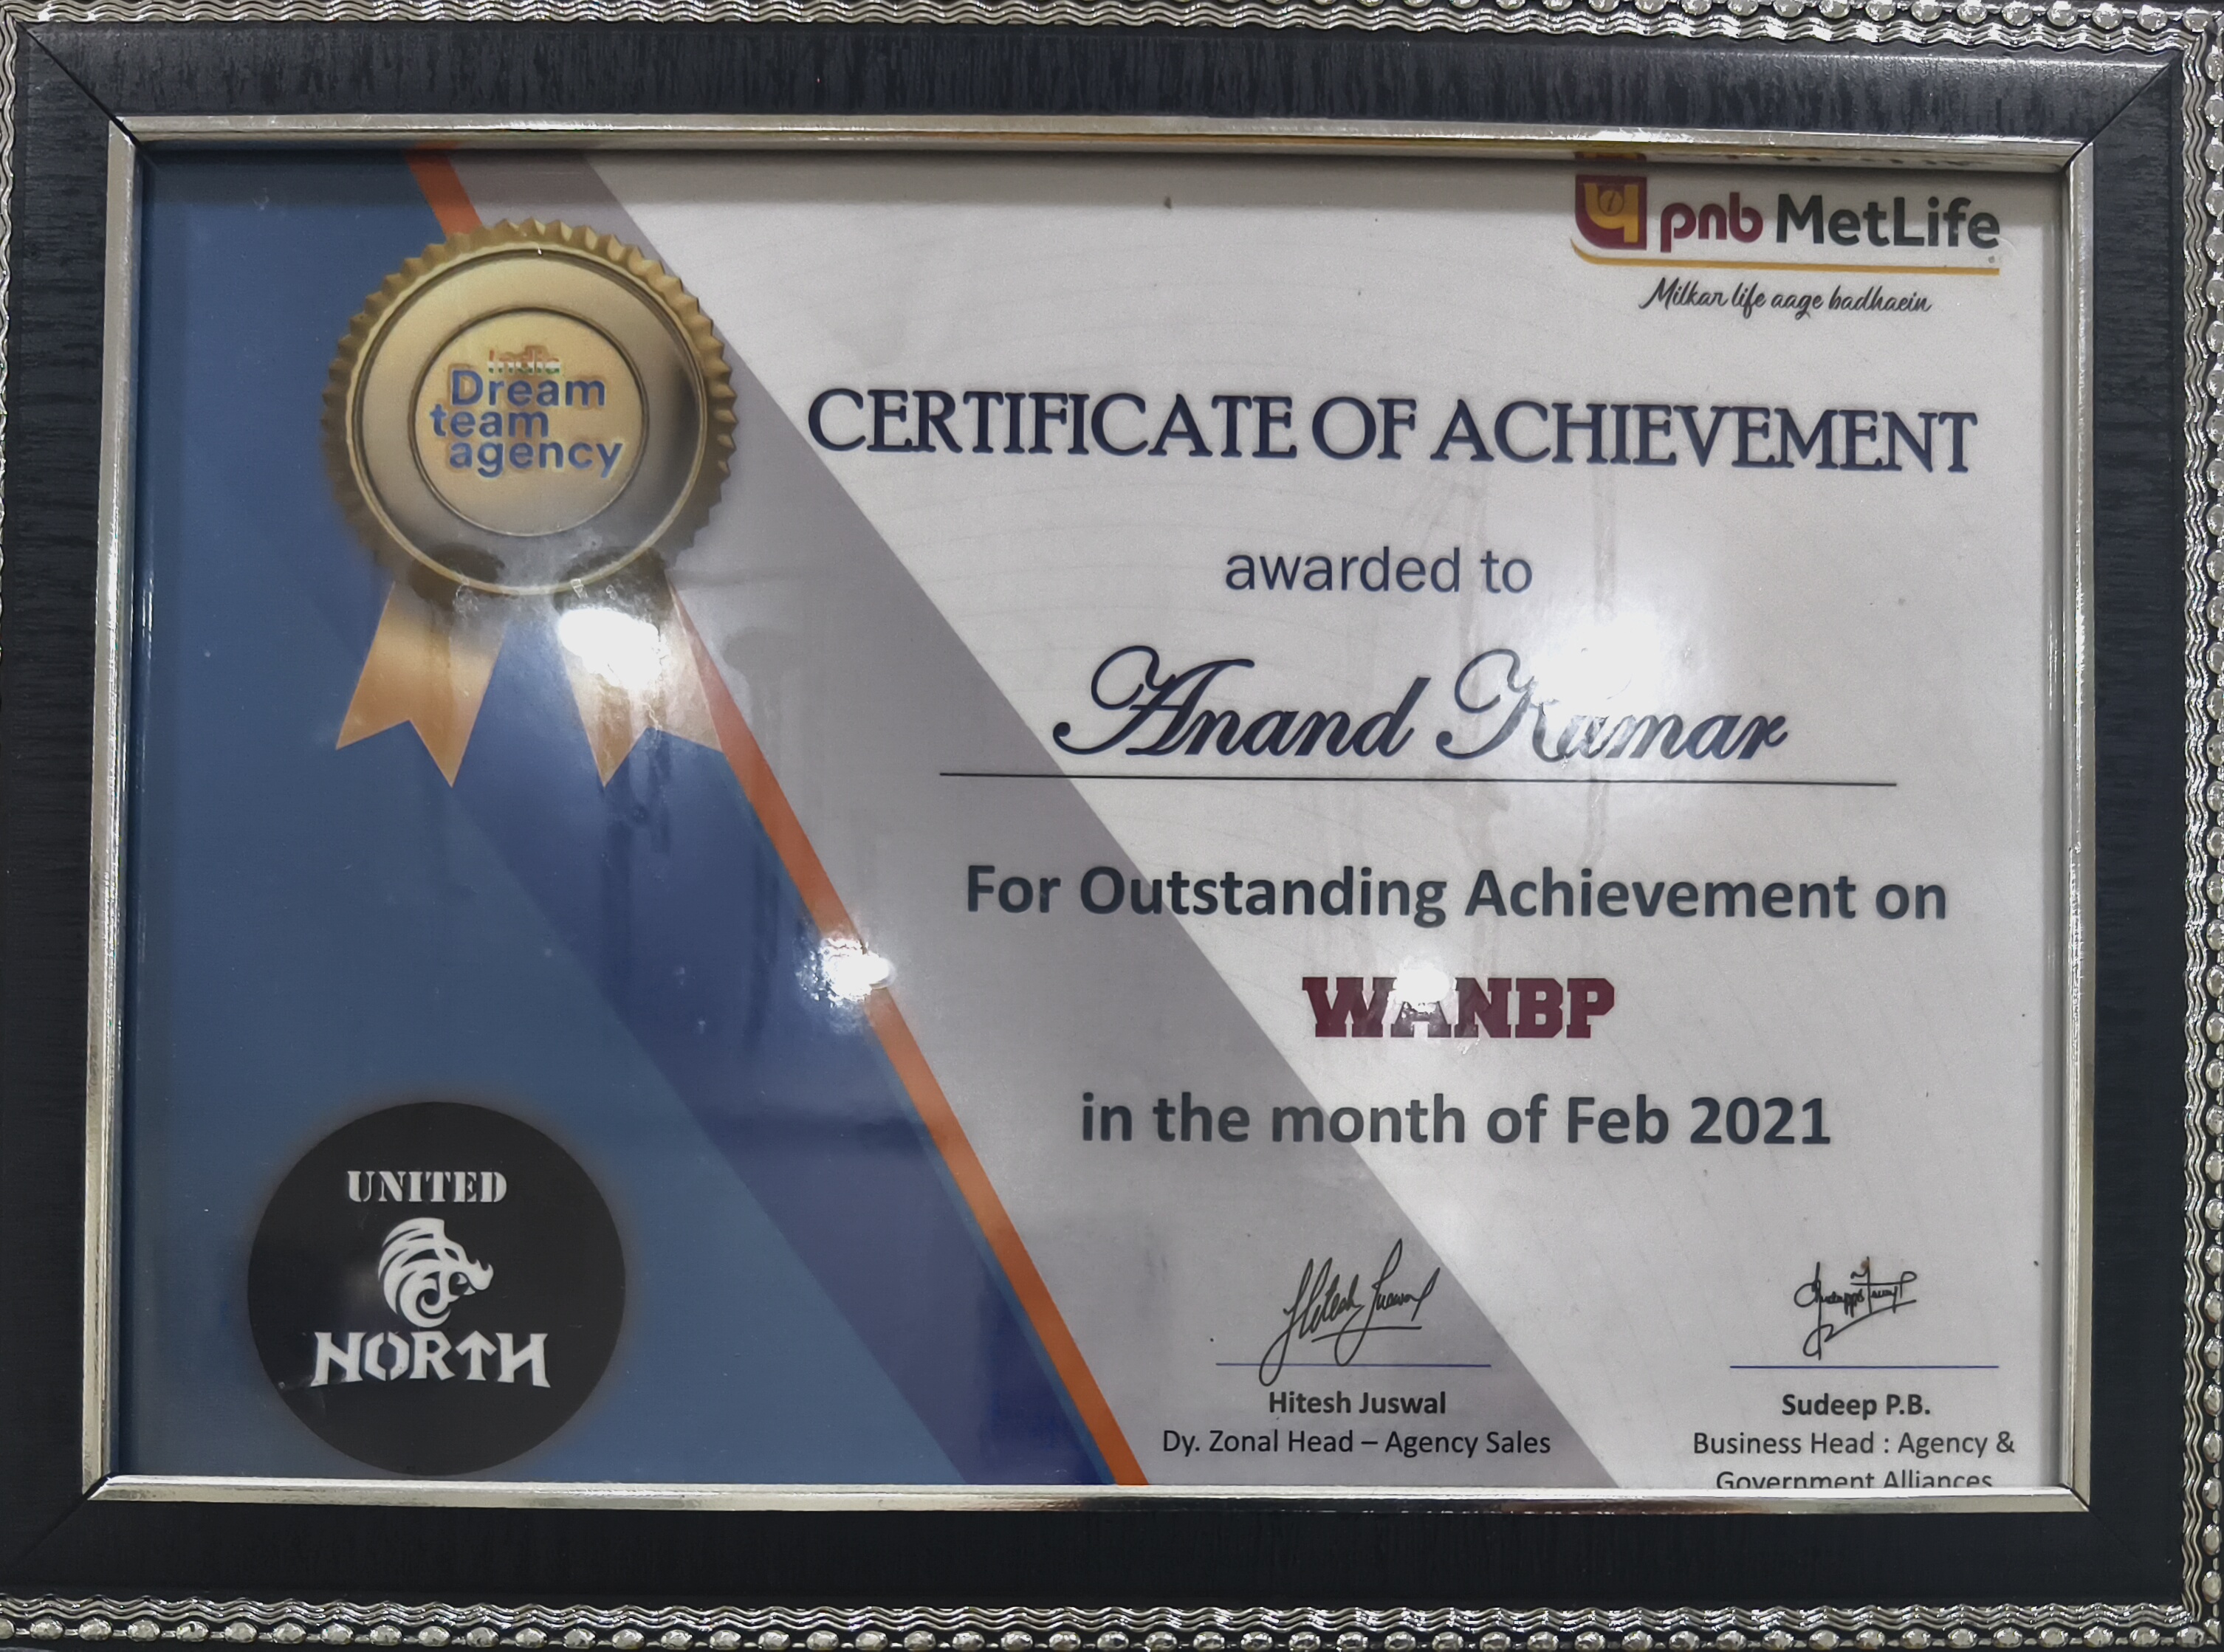 pnb MetLife
Milkar life aage badhaein
India
Dream
team
agency
CERTIFICATE OF ACHIEVEMENT
awarded to
Anand Kumar
For Outstanding Achievement on
WANBP
in the month of Feb 2021
UNITED
NORTH
Hitesh Juswal
Hitesh Juswal
Dy. Zonal Head – Agency Sales
Sudeep P.B.
Business Head : Agency &
Government Alliances